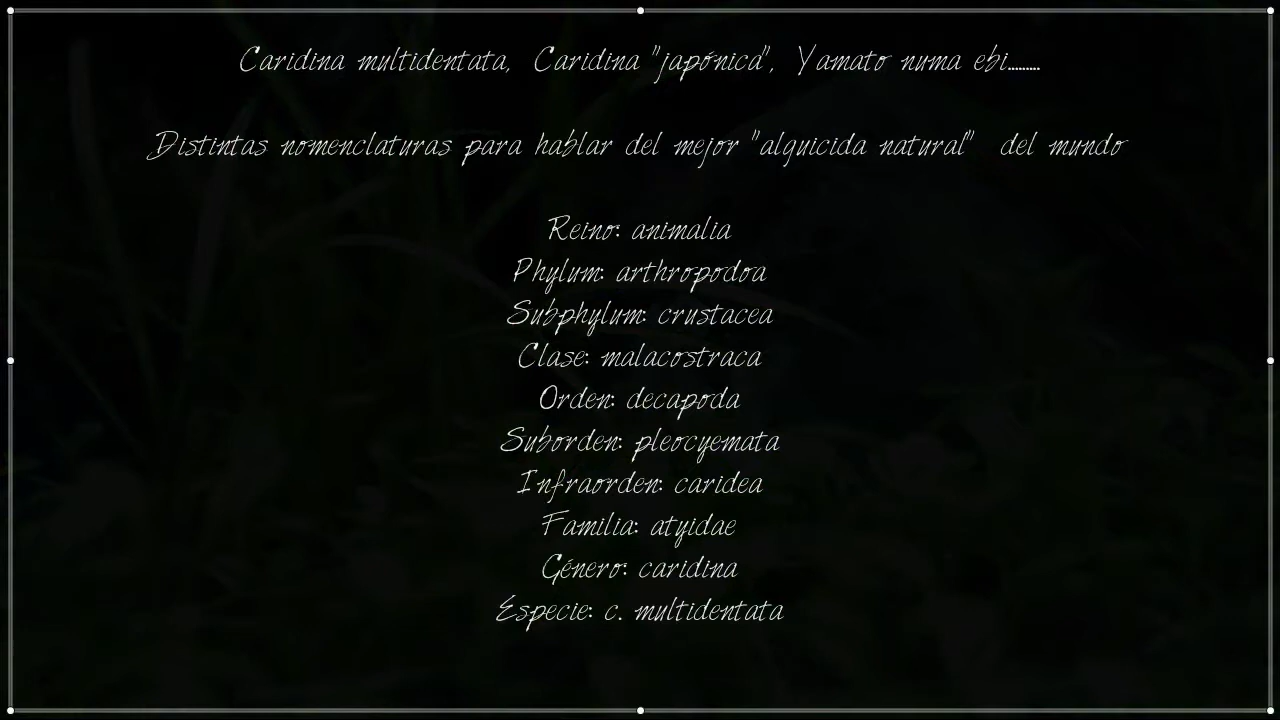 Caridina multidentata, Caridina "japónica", Yamato numa ebi.........
Distintas nomenclaturas para hablar del mejor "alguicida natural" del mundo
Reino: animalia
Phylum: arthropodoa
Subphylum: crustacea
Clase: malacostraca
Orden: decapoda
Suborden: pleocyemata
Infraorden: caridea
Familia: atyidae
Género: caridina
Especie: c. multidentata